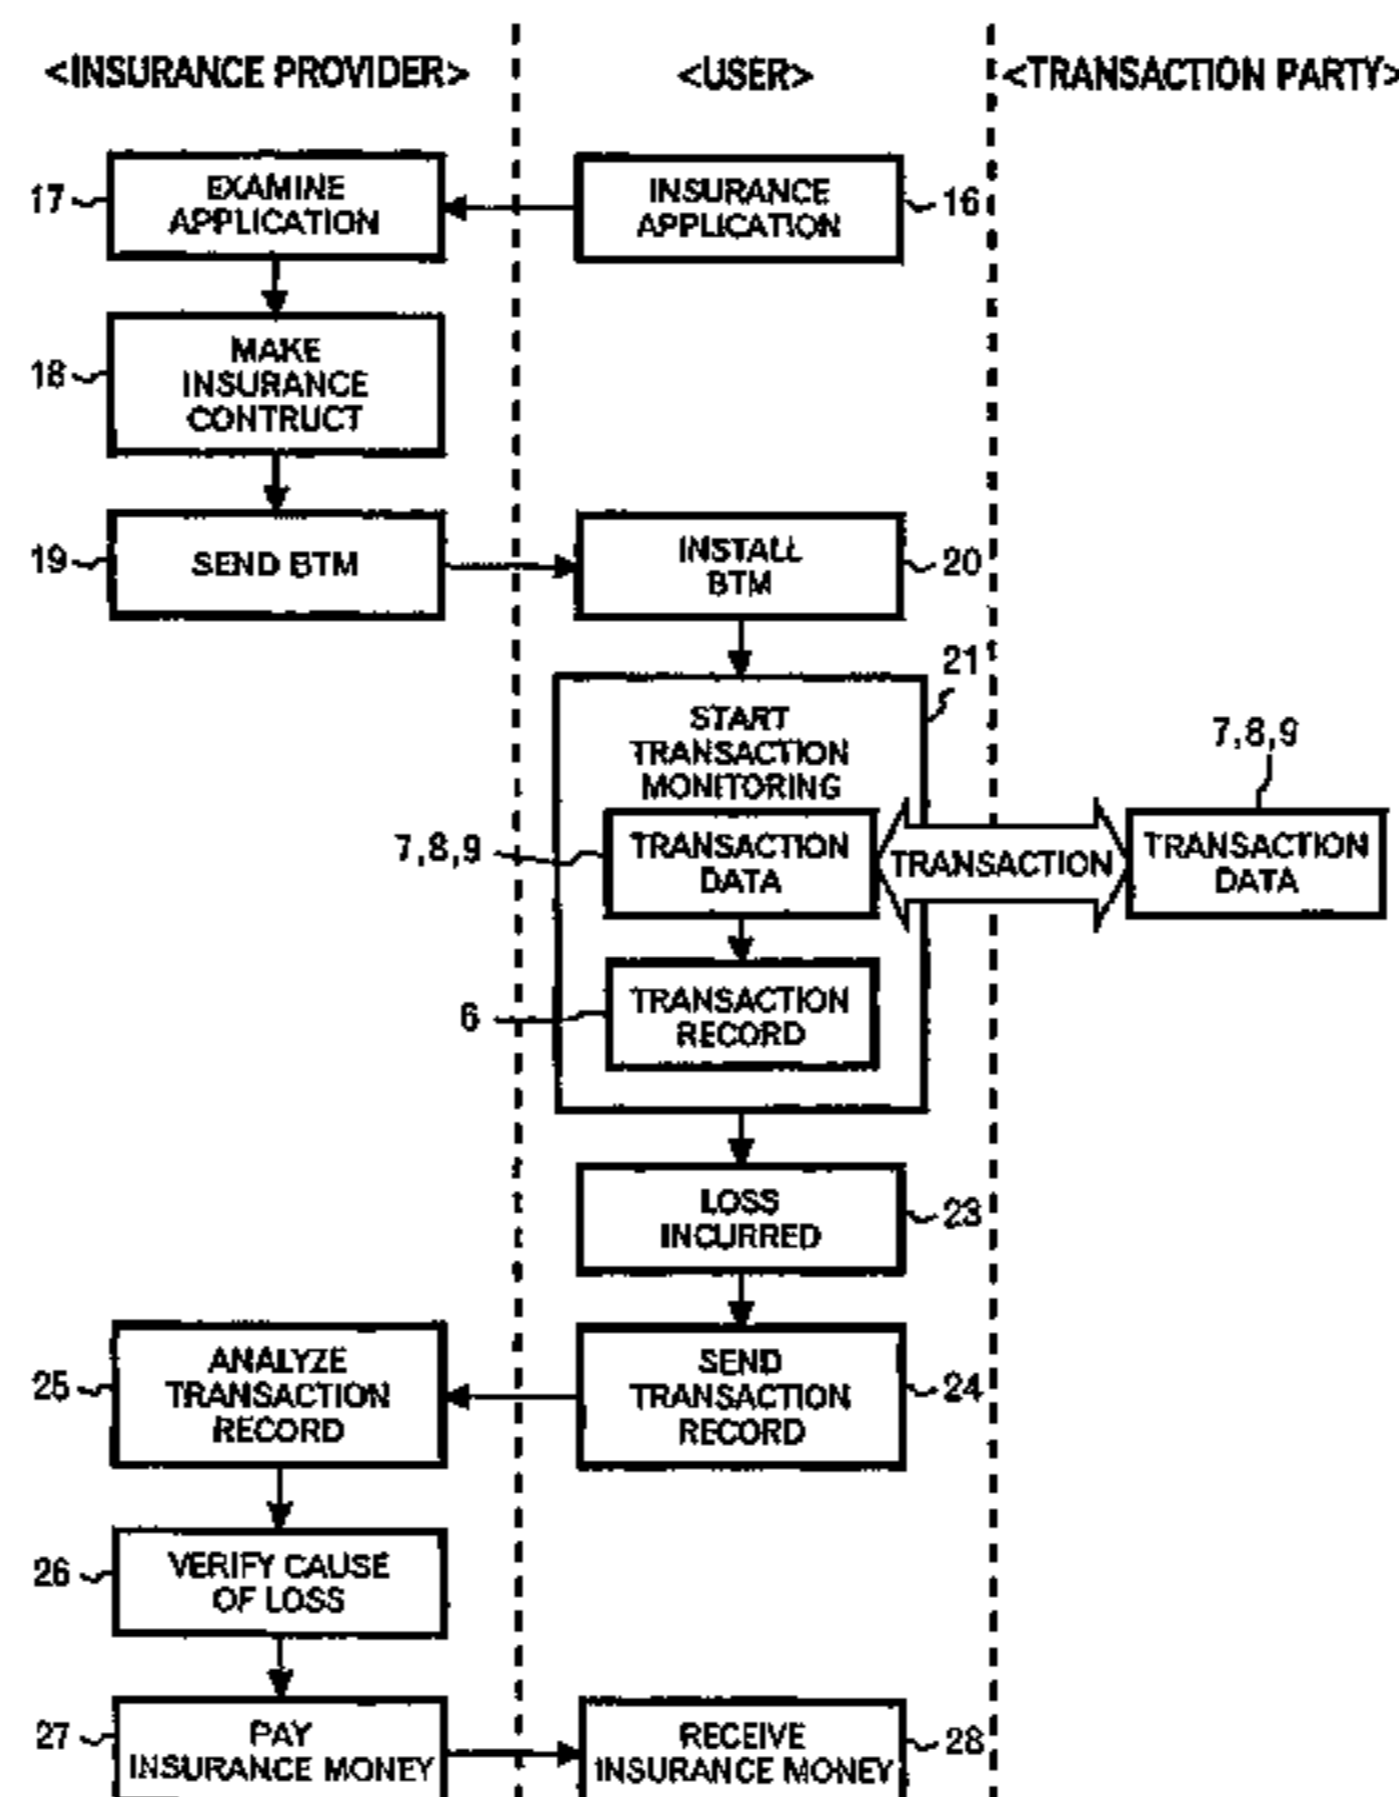 <INSURANCE PROVIDER>
<USER>
<TRANSACTION PARTY>
17
EXAMINE
APPLICATION
INSURANCE
APPLICATION
16
18
MAKE
INSURANCE
CONTRUCT
19
SEND BTM
INSTALL
BTM
20
21
START
TRANSACTION
MONITORING
7,8,9
7,8,9
TRANSACTION
DATA
TRANSACTION
TRANSACTION
DATA
6
TRANSACTION
RECORD
LOSS
INCURRED
23
25
ANALYZE
TRANSACTION
RECORD
SEND
TRANSACTION
RECORD
24
26
VERIFY CAUSE
OF LOSS
27
PAY
INSURANCE MONEY
RECEIVE
INSURANCE MONEY
28